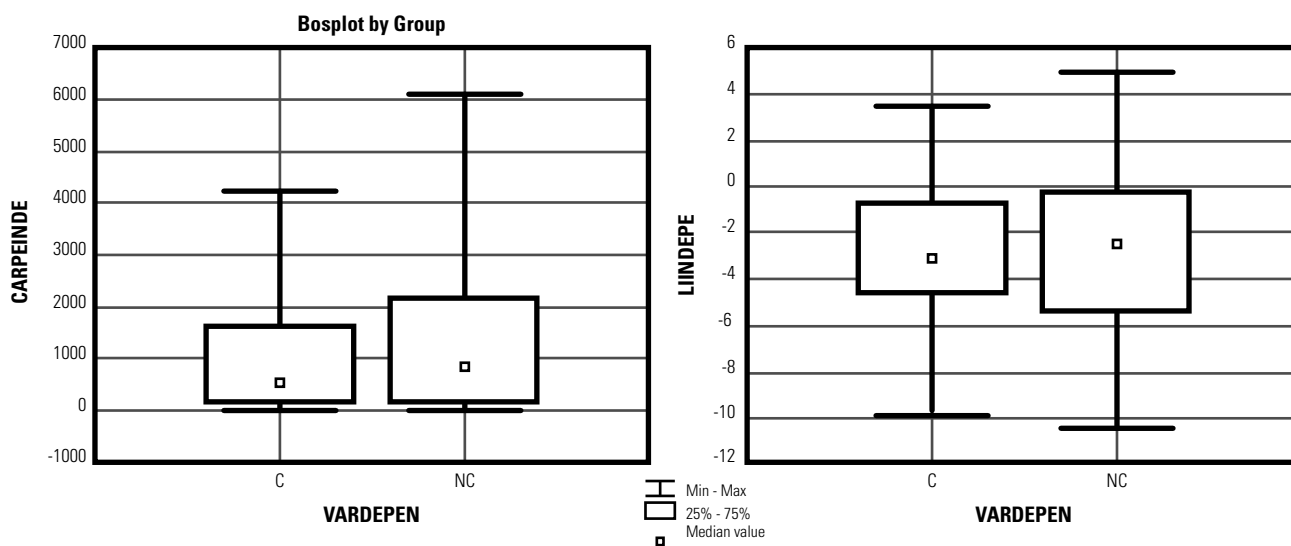 Bosplot by Group
7000
6000
5000
4000
3000
2000
1000
0
-1000
CARPEINDE
C
NC
VARDEPEN
6
4
2
0
-2
-4
-6
-8
-10
-12
LIINDEPE
C
NC
VARDEPEN
Min - Max
25% - 75%
Median value